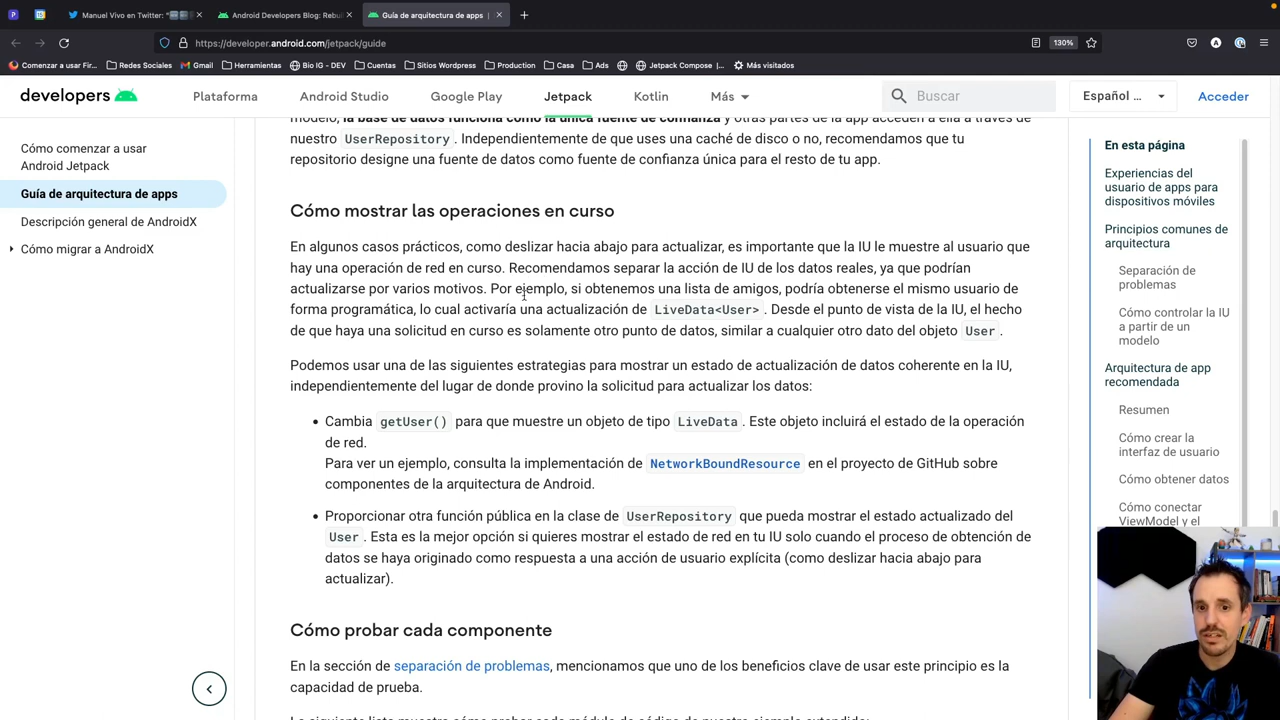 Manuel Vivo en Twitter: "
Android Developers Blog: Rebu
Guía de arquitectura de apps
https://developer.android.com/jetpack/guide
130%
Comenzar a usar Fir...
Redes Sociales
Gmail
Herramientas
Bio IG - DEV
Cuentas
Sitios Wordpress
Production
Casa
Ads
Jetpack Compose |...
Más visitados
developers
Plataforma
Android Studio
Google Play
Jetpack
Kotlin
Más
Buscar
Español ...
Acceder
Cómo comenzar a usar
Android Jetpack
Guía de arquitectura de apps
Descripción general de AndroidX
Cómo migrar a AndroidX
modelo, la base de datos funciona como la única fuente de confianza y otras partes de la app acceden a ella a través de
nuestro UserRepository. Independientemente de que uses una caché de disco o no, recomendamos que tu
repositorio designe una fuente de datos como fuente de confianza única para el resto de tu app.
Cómo mostrar las operaciones en curso
En algunos casos prácticos, como deslizar hacia abajo para actualizar, es importante que la IU le muestre al usuario que
hay una operación de red en curso. Recomendamos separar la acción de IU de los datos reales, ya que podrían
actualizarse por varios motivos. Por ejemplo, si obtenemos una lista de amigos, podría obtenerse el mismo usuario de
forma programática, lo cual activaría una actualización de LiveData<User>. Desde el punto de vista de la IU, el hecho
de que haya una solicitud en curso es solamente otro punto de datos, similar a cualquier otro dato del objeto User.
Podemos usar una de las siguientes estrategias para mostrar un estado de actualización de datos coherente en la IU,
independientemente del lugar de donde provino la solicitud para actualizar los datos:
• Cambia getUser() para que muestre un objeto de tipo LiveData. Este objeto incluirá el estado de la operación
de red.
Para ver un ejemplo, consulta la implementación de NetworkBoundResource en el proyecto de GitHub sobre
componentes de la arquitectura de Android.
• Proporcionar otra función pública en la clase de UserRepository que pueda mostrar el estado actualizado del
User. Esta es la mejor opción si quieres mostrar el estado de red en tu IU solo cuando el proceso de obtención de
datos se haya originado como respuesta a una acción de usuario explícita (como deslizar hacia abajo para
actualizar).
Cómo probar cada componente
En la sección de separación de problemas, mencionamos que uno de los beneficios clave de usar este principio es la
capacidad de prueba.
La siguiente lista muestra cómo probar cada módulo de código de nuestro ejemplo extendido:
En esta página
Experiencias del
usuario de apps para
dispositivos móviles
Principios comunes de
arquitectura
Separación de
problemas
Cómo controlar la IU
a partir de un
modelo
Arquitectura de app
recomendada
Resumen
Cómo crear la
interfaz de usuario
Cómo obtener datos
Cómo conectar
ViewModel y el